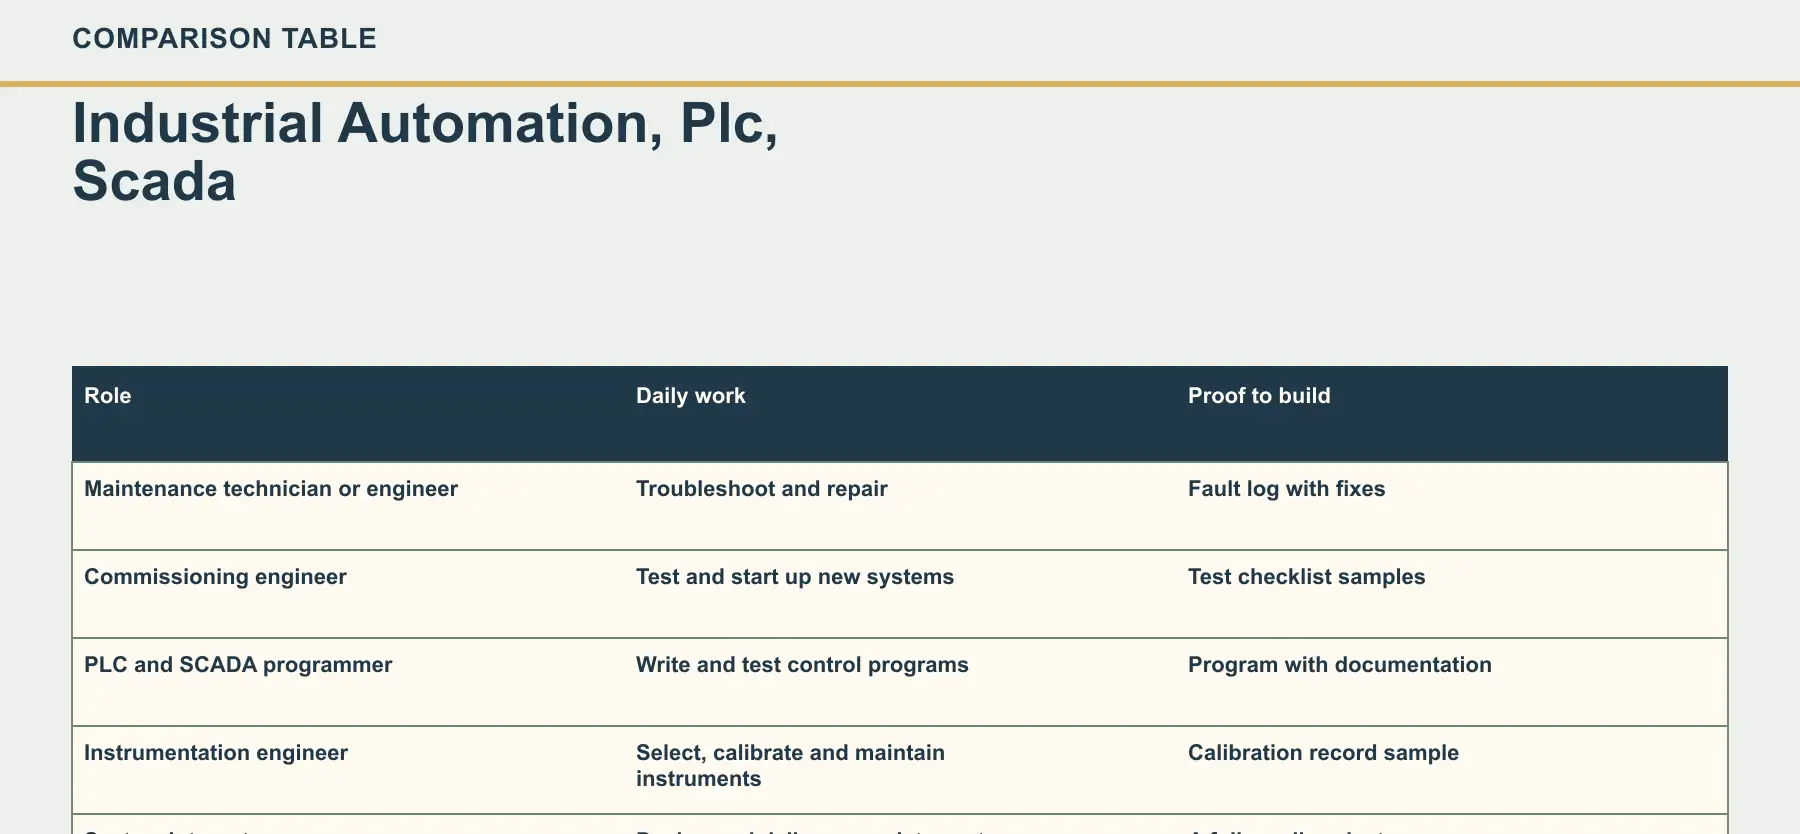 COMPARISON TABLE
Industrial Automation, Plc,
Scada
Role Daily work Proof to build
Maintenance technician or engineer Troubleshoot and repair Fault log with fixes
Commissioning engineer Test and start up new systems Test checklist samples
PLC and SCADA programmer Write and test control programs Program with documentation
Instrumentation engineer Select, calibrate and maintain Calibration record sample
instruments